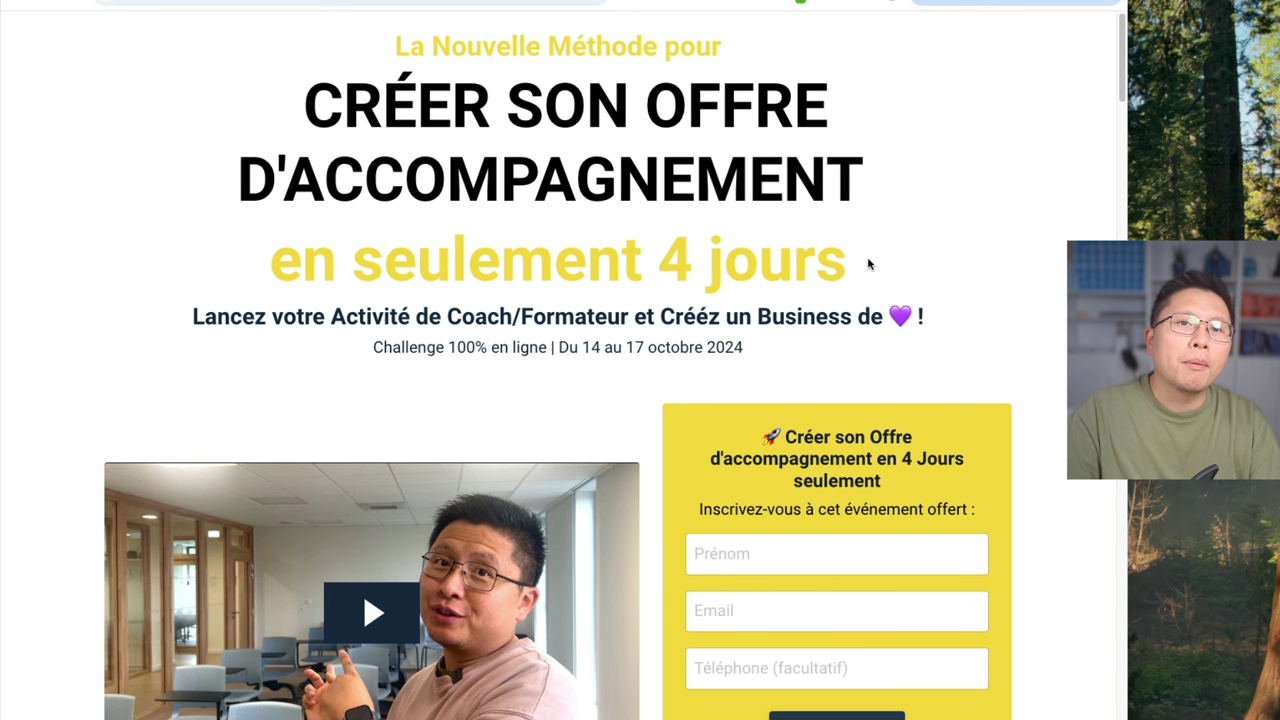 La Nouvelle Méthode pour
CRÉER SON OFFRE
D'ACCOMPAGNEMENT
en seulement 4 jours
Lancez votre Activité de Coach/Formateur et Crééz un Business de 💜 !
Challenge 100% en ligne | Du 14 au 17 octobre 2024
🚀 Créer son Offre
d'accompagnement en 4 Jours
seulement
Inscrivez-vous à cet événement offert :
Prénom
Email
Téléphone (facultatif)